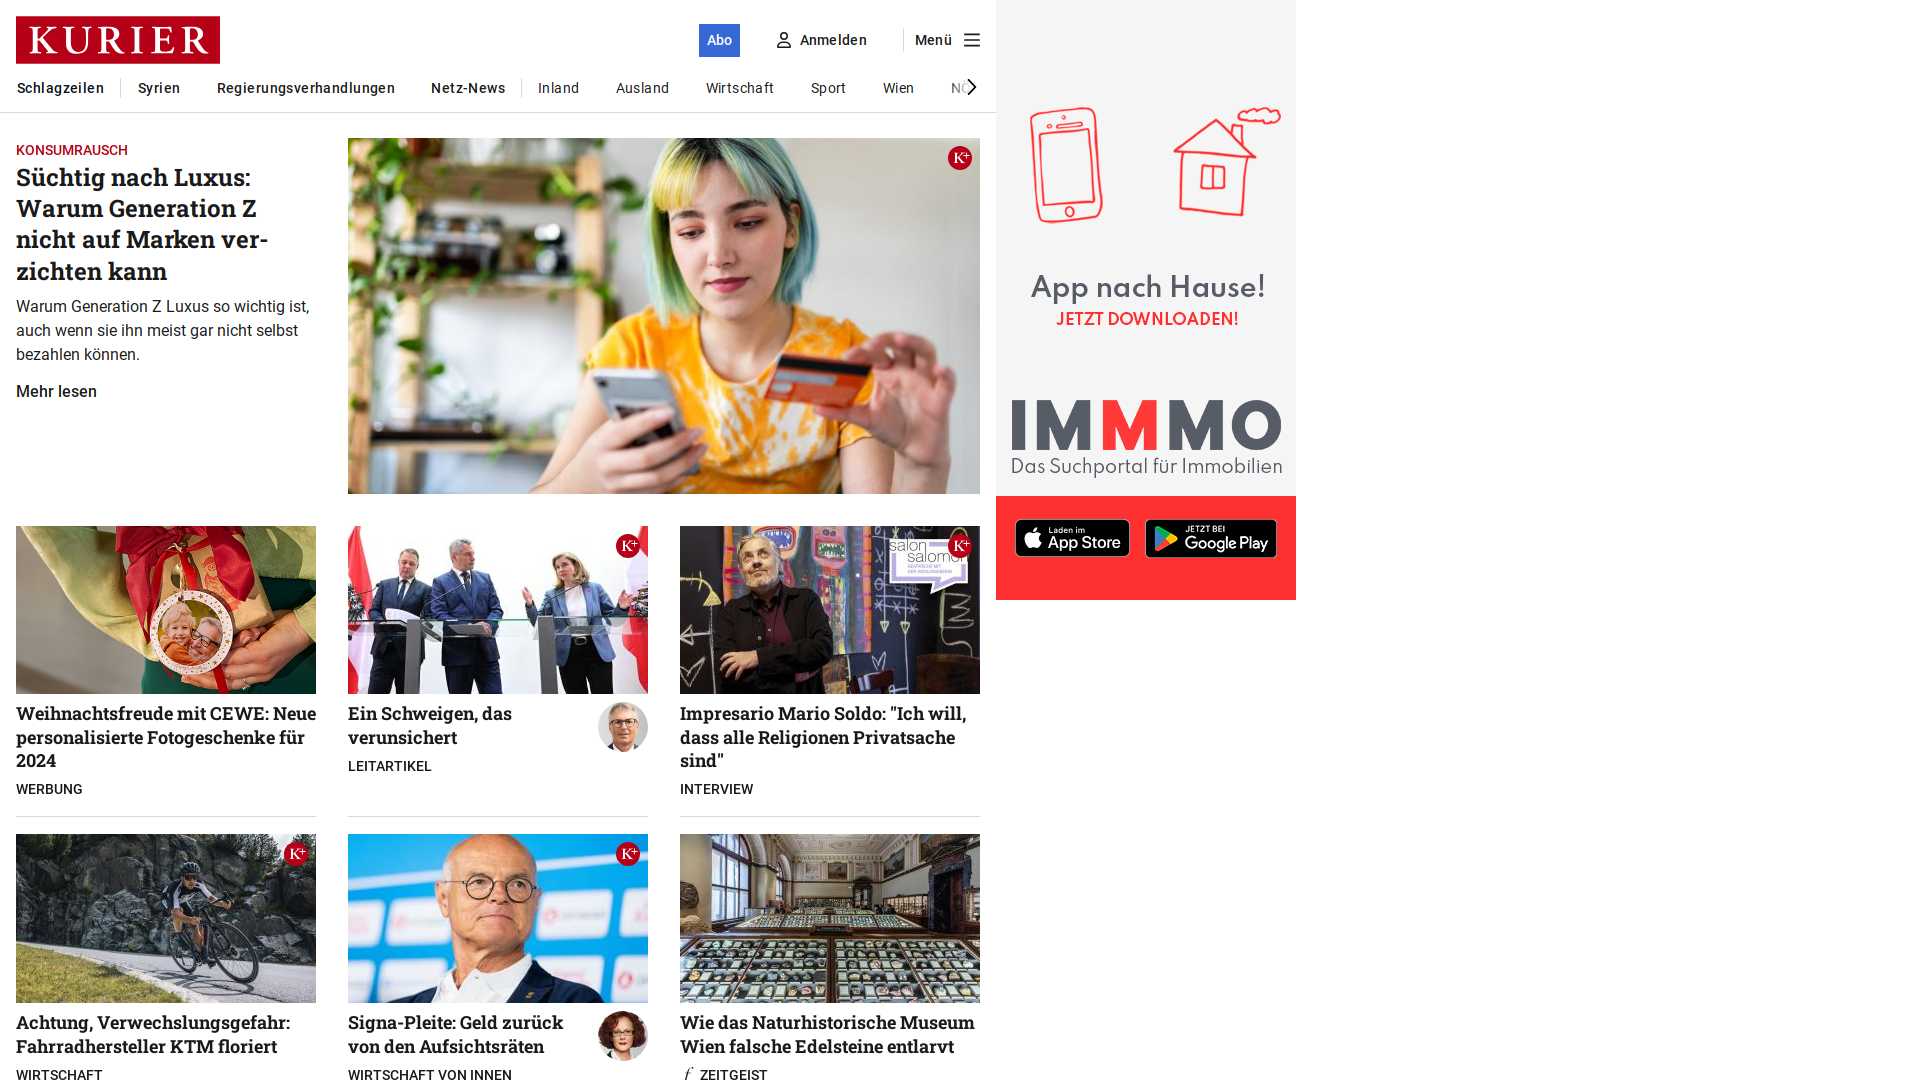 KURIER
Abo
Anmelden
Menü
Schlagzeilen
Syrien
Regierungsverhandlungen
Netz-News
Inland
Ausland
Wirtschaft
Sport
Wien
NÖ
KONSUMRAUSCH
Süchtig nach Luxus:
Warum Generation Z
nicht auf Marken ver-
zichten kann
Warum Generation Z Luxus so wichtig ist,
auch wenn sie ihn meist gar nicht selbst
bezahlen können.
Mehr lesen
K+
Weihnachtsfreude mit CEWE: Neue
personalisierte Fotogeschenke für
2024
WERBUNG
K+
Ein Schweigen, das
verunsichert
LEITARTIKEL
salon
salomon
K+
Impresario Mario Soldo: "Ich will,
dass alle Religionen Privatsache
sind"
INTERVIEW
K+
Achtung, Verwechslungsgefahr:
Fahrradhersteller KTM floriert
WIRTSCHAFT
K+
Signa-Pleite: Geld zurück
von den Aufsichtsräten
WIRTSCHAFT VON INNEN
Wie das Naturhistorische Museum
Wien falsche Edelsteine entlarvt
f ZEITGEIST
App nach Hause!
JETZT DOWNLOADEN!
IMMMO
Das Suchportal für Immobilien
Laden im
App Store
JETZT BEI
Google Play